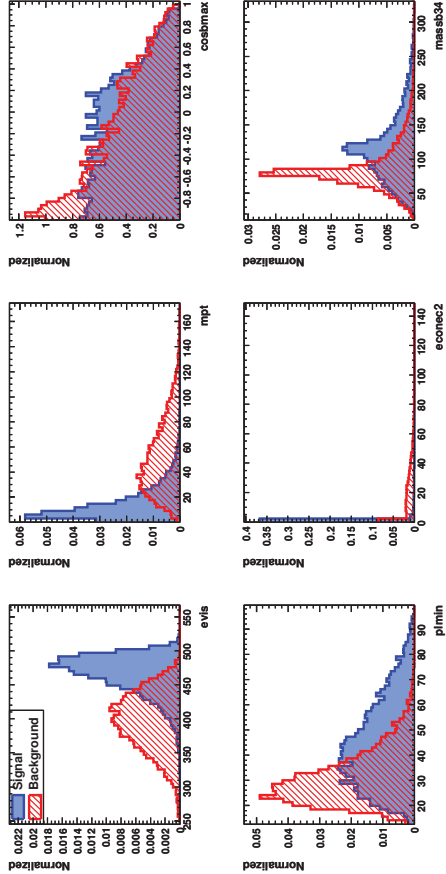 Normalized
0.022
0.02
0.018
0.016
0.014
0.012
0.01
0.008
0.006
0.004
0.002
0
250 300 350 400 450 500 550
evis
Signal
Background
Normalized
0.06
0.05
0.04
0.03
0.02
0.01
0
20 40 60 80 100 120 140 160
mpt
Normalized
1.2
1
0.8
0.6
0.4
0.2
0
-0.8 -0.6 -0.4 -0.2 0 0.2 0.4 0.6 0.8 1
cosbmax
Normalized
0.05
0.04
0.03
0.02
0.01
0
20 30 40 50 60 70 80 90
plmin
Normalized
0.4
0.35
0.3
0.25
0.2
0.15
0.1
0.05
0
0 20 40 60 80 100 120 140
econec2
Normalized
0.03
0.025
0.02
0.015
0.01
0.005
0
50 100 150 200 250 300
massb34